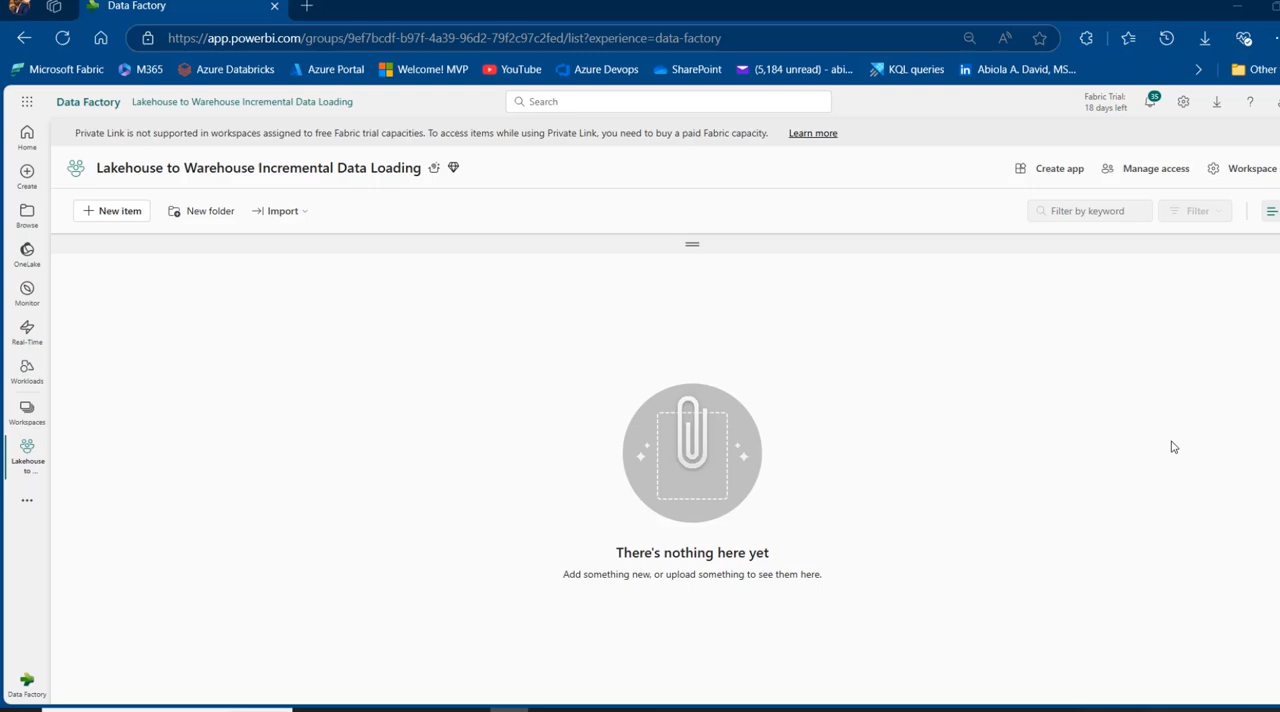 Data Factory
https://app.powerbi.com/groups/9ef7bcdf-b97f-4a39-96d2-79f2c97c2fed/list?experience=data-factory
Microsoft Fabric
M365
Azure Databricks
Azure Portal
Welcome! MVP
YouTube
Azure Devops
SharePoint
(5,184 unread) - abi...
KQL queries
Abiola A. David, MS...
Other
Data Factory
Lakehouse to Warehouse Incremental Data Loading
Search
Fabric Trial:
18 days left
35
Private Link is not supported in workspaces assigned to free Fabric trial capacities. To access items while using Private Link, you need to buy a paid Fabric capacity.
Learn more
Lakehouse to Warehouse Incremental Data Loading
Create app
Manage access
Workspace
New item
New folder
Import
Filter by keyword
Filter
Home
Create
Browse
OneLake
Monitor
Real-Time
Workloads
Workspaces
Lakehouse
to ...
Data Factory
There's nothing here yet
Add something new, or upload something to see them here.